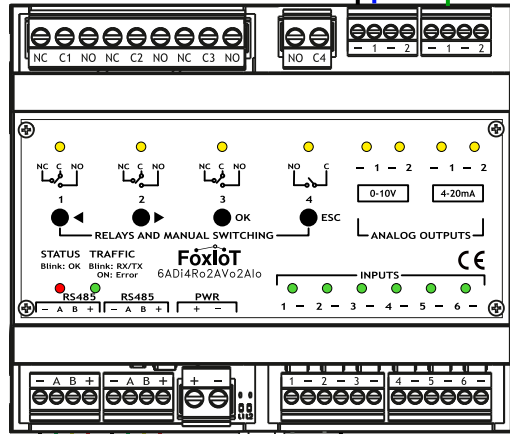 NC C1 NO NC C2 NO NC C3 NO NO C4 − 1 − 2 − 1 − 2
NC C NO NC C NO NC C NO NO C − 1 − 2 − 1 − 2
1 2 3 4 0-10V 4-20mA
◀ ▶ OK ESC
RELAYS AND MANUAL SWITCHING ANALOG OUTPUTS
STATUS TRAFFIC FoxIoT CE
Blink: OK Blink: RX/TX 6ADi4Ro2AVo2AIo
ON: Error INPUTS
RS485 RS485 PWR
− A B + − A B + + − 1 − 2 − 3 − 4 − 5 − 6 −
− A B + − A B + + − 1 − 2 − 3 − 4 − 5 − 6 −